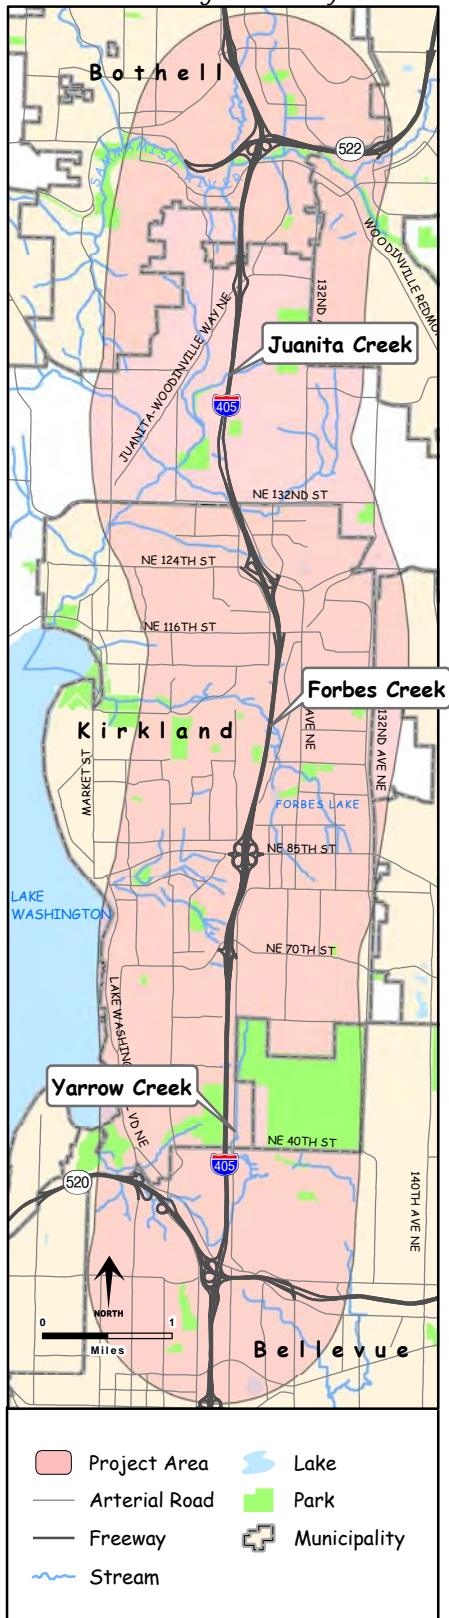 Bothell
SAMMAMISH RIVER
522
WOODINVILLE REDMO
132ND A
JUANITA-WOODINVILLE WAY NE
Juanita Creek
405
NE 132ND ST
NE 124TH ST
NE 116TH ST
Forbes Creek
Kirkland
AVE NE
132ND AVE NE
MARKET ST
FORBES LAKE
NE 85TH ST
LAKE
WASHINGTON
NE 70TH ST
LAKE WASHING
LVD NE
Yarrow Creek
NE 40TH ST
405
520
140TH AVE NE
NORTH
0 1
Miles
Bellevue
Project Area
Lake
Arterial Road
Park
Freeway
Municipality
Stream